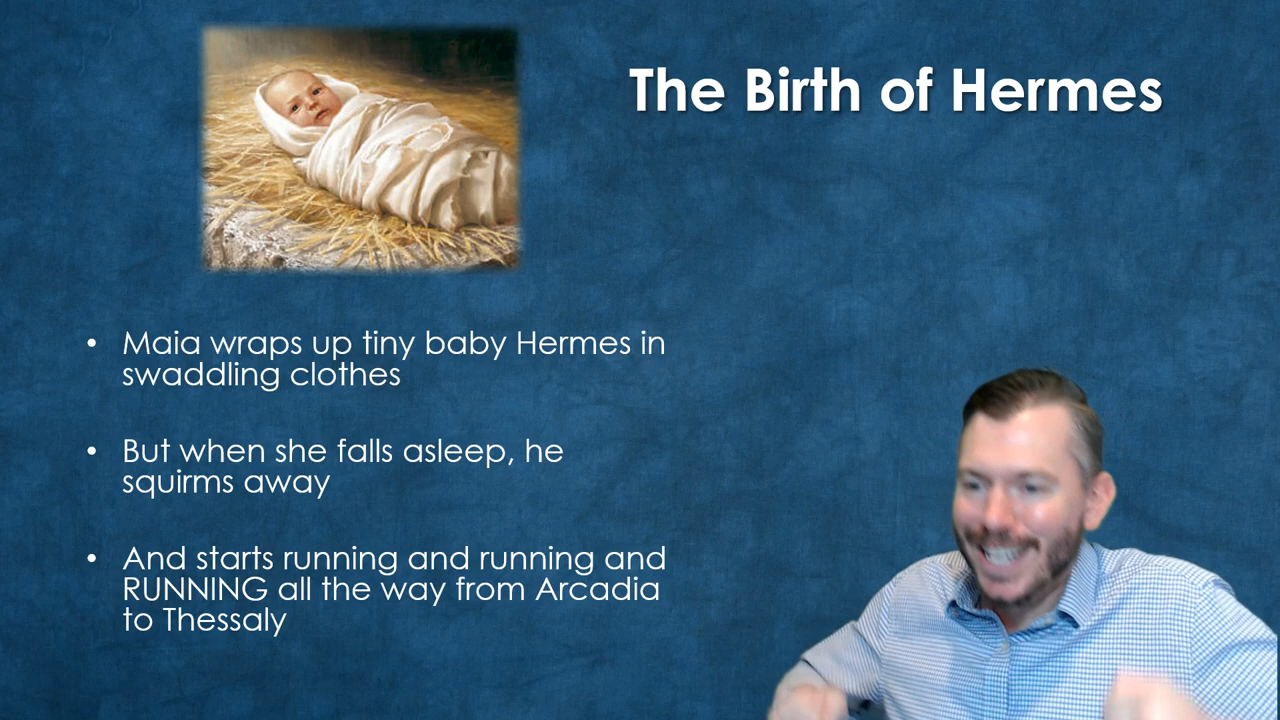 The Birth of Hermes
• Maia wraps up tiny baby Hermes in
swaddling clothes
• But when she falls asleep, he
squirms away
• And starts running and running and
RUNNING all the way from Arcadia
to Thessaly